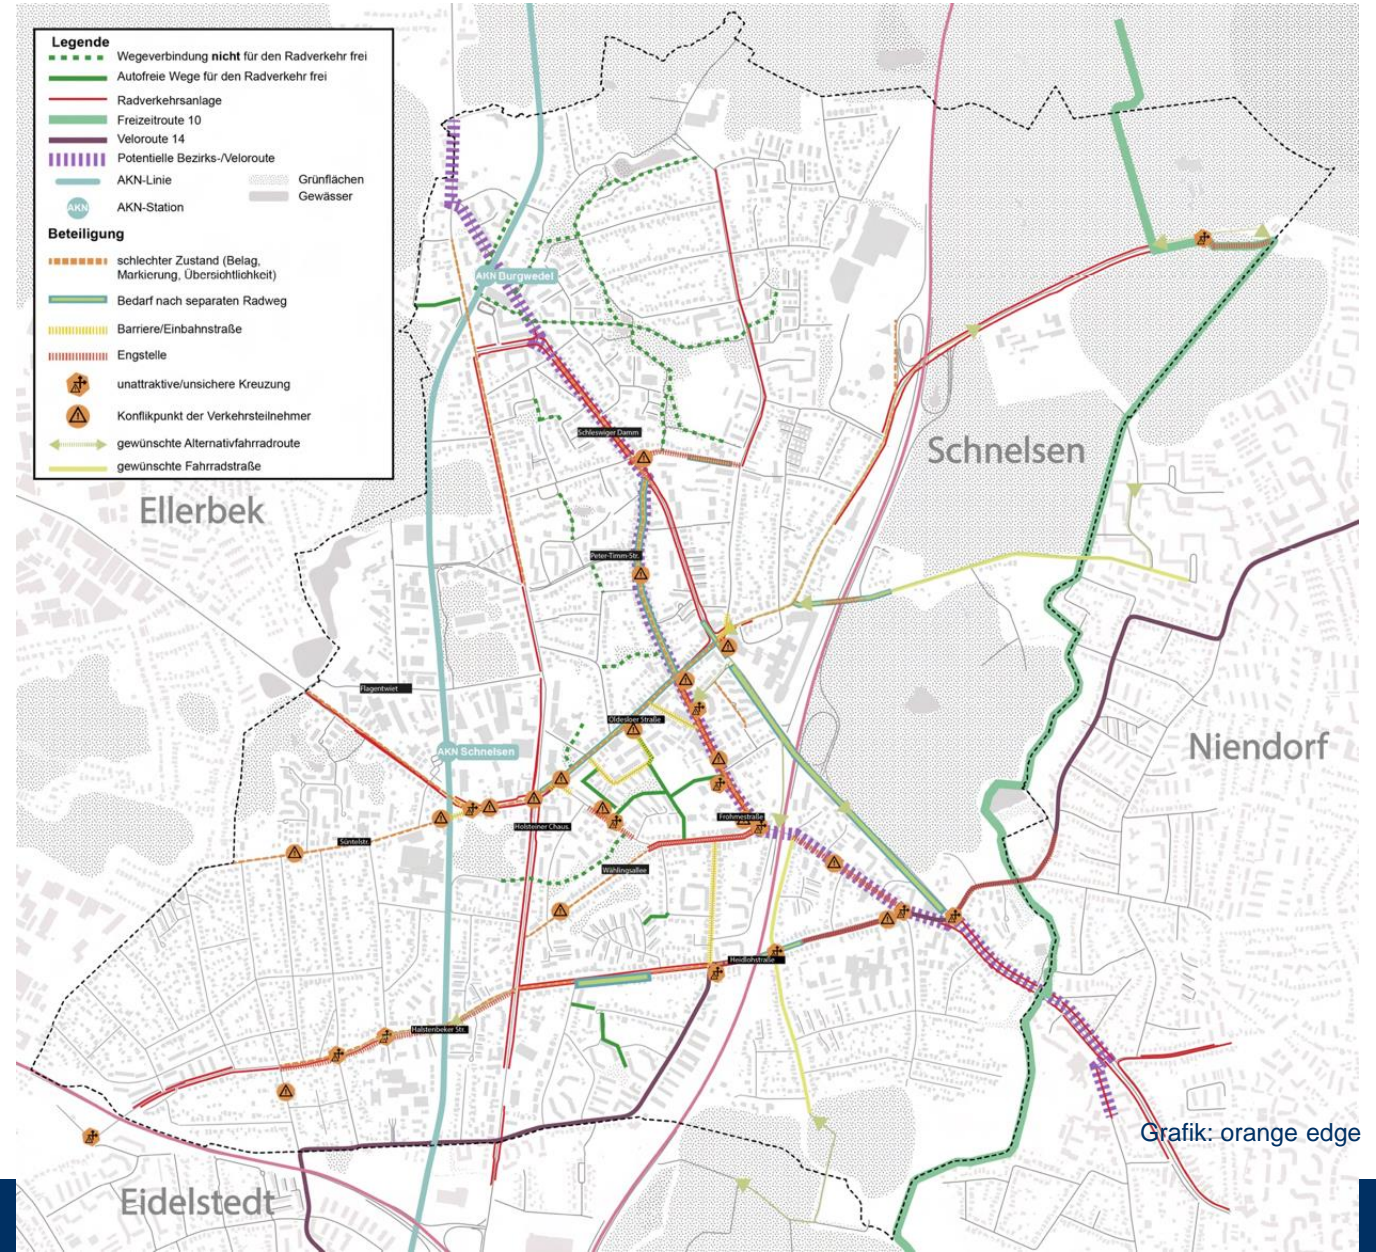 Legende
Wegeverbindung nicht für den Radverkehr frei
Autofreie Wege für den Radverkehr frei
Radverkehrsanlage
Freizeitroute 10
Veloroute 14
Potentielle Bezirks-/Veloroute
AKN-Linie
Grünflächen
Gewässer
AKN
AKN-Station
Beteiligung
schlechter Zustand (Belag,
Markierung, Übersichtlichkeit)
Bedarf nach separaten Radweg
Barriere/Einbahnstraße
Engstelle
unattraktive/unsichere Kreuzung
Konflikpunkt der Verkehrsteilnehmer
gewünschte Alternativfahrradroute
gewünschte Fahrradstraße
AKN Burgwedel
Schleswiger Damm
Schnelsen
Ellerbek
Peter-Timm-Str.
Flagentwiet
Oldesloer Straße
AKN Schnelsen
Niendorf
Holsteiner Chaus.
Frohmestraße
Süntelstr.
Wählingsallee
Heidlohstraße
Halstenbeker Str.
Grafik: orange edge
Eidelstedt